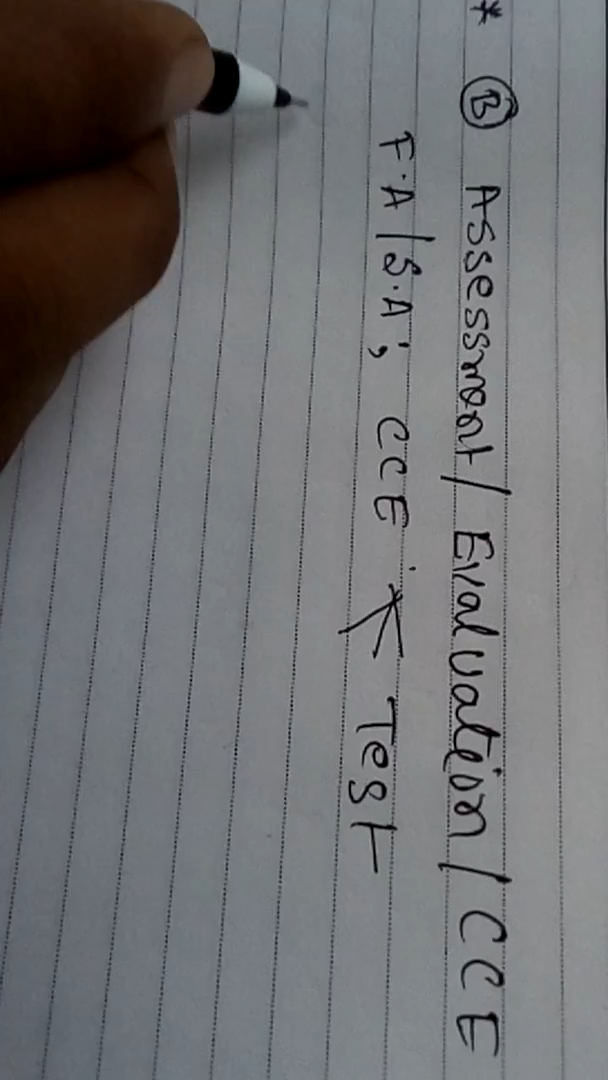 * Ⓑ Assessment/Evaluation/CCE
F.A/S.A; CCE Test